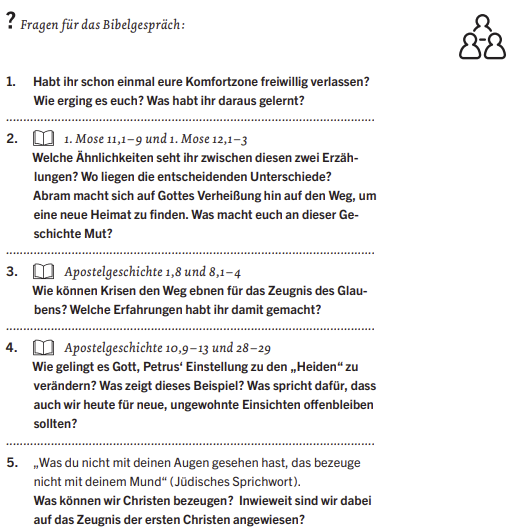 ? Fragen für das Bibelgespräch:
1. Habt ihr schon einmal eure Komfortzone freiwillig verlassen?
Wie erging es euch? Was habt ihr daraus gelernt?
2. 1. Mose 11,1–9 und 1. Mose 12,1–3
Welche Ähnlichkeiten seht ihr zwischen diesen zwei Erzäh-
lungen? Wo liegen die entscheidenden Unterschiede?
Abram macht sich auf Gottes Verheißung hin auf den Weg, um
eine neue Heimat zu finden. Was macht euch an dieser Ge-
schichte Mut?
3. Apostelgeschichte 1,8 und 8,1–4
Wie können Krisen den Weg ebnen für das Zeugnis des Glau-
bens? Welche Erfahrungen habt ihr damit gemacht?
4. Apostelgeschichte 10,9–13 und 28–29
Wie gelingt es Gott, Petrus‘ Einstellung zu den „Heiden“ zu
verändern? Was zeigt dieses Beispiel? Was spricht dafür, dass
auch wir heute für neue, ungewohnte Einsichten offenbleiben
sollten?
5. „Was du nicht mit deinen Augen gesehen hast, das bezeuge
nicht mit deinem Mund“ (Jüdisches Sprichwort).
Was können wir Christen bezeugen? Inwieweit sind wir dabei
auf das Zeugnis der ersten Christen angewiesen?